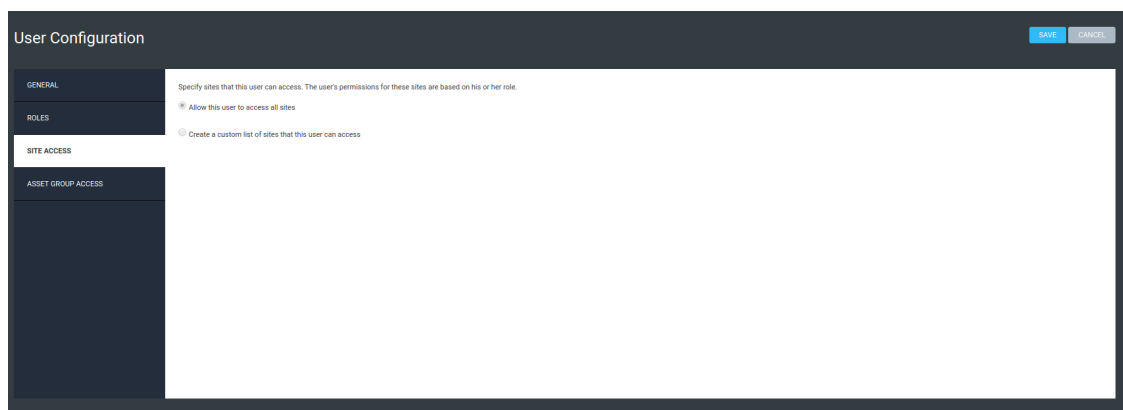 User Configuration
SAVE
CANCEL
GENERAL
ROLES
SITE ACCESS
ASSET GROUP ACCESS
Specify sites that this user can access. The user's permissions for these sites are based on his or her role.
Allow this user to access all sites
Create a custom list of sites that this user can access